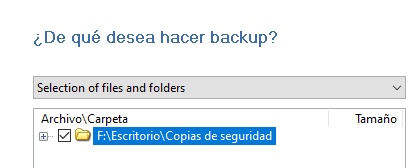 ¿De qué desea hacer backup?
Selection of files and folders
Archivo\Carpeta Tamaño
F:\Escritorio\Copias de seguridad